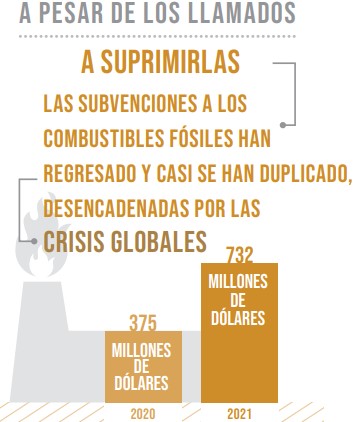 A PESAR DE LOS LLAMADOS
A SUPRIMIRLAS
LAS SUBVENCIONES A LOS
COMBUSTIBLES FÓSILES HAN
REGRESADO Y CASI SE HAN DUPLICADO,
DESENCADENADAS POR LAS
CRISIS GLOBALES
732
MILLONES
DE
DÓLARES
375
MILLONES
DE
DÓLARES
2020
2021